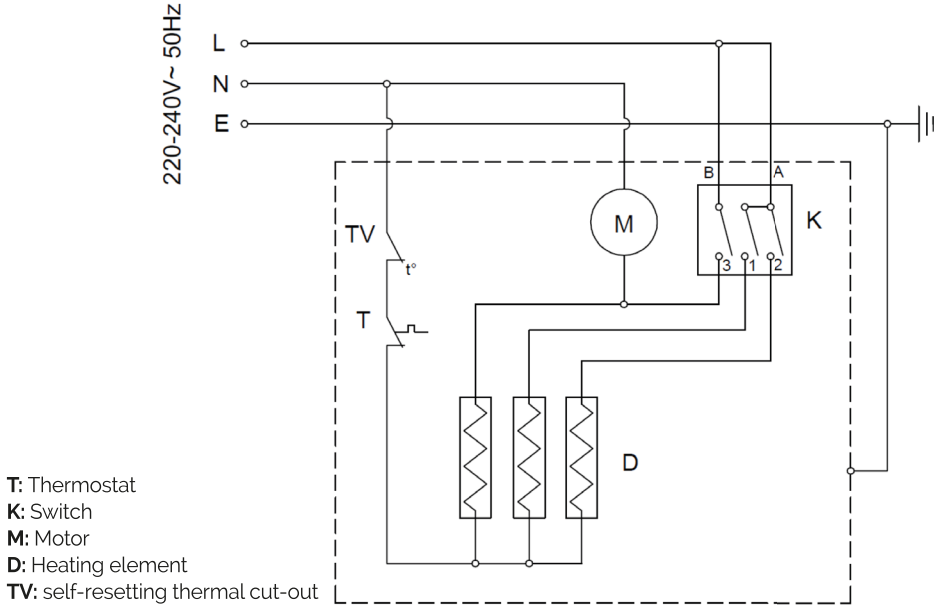 220-240V~ 50Hz
L
N
E
B
A
K
3
1
2
M
TV
t°
T
D
T: Thermostat
K: Switch
M: Motor
D: Heating element
TV: self-resetting thermal cut-out